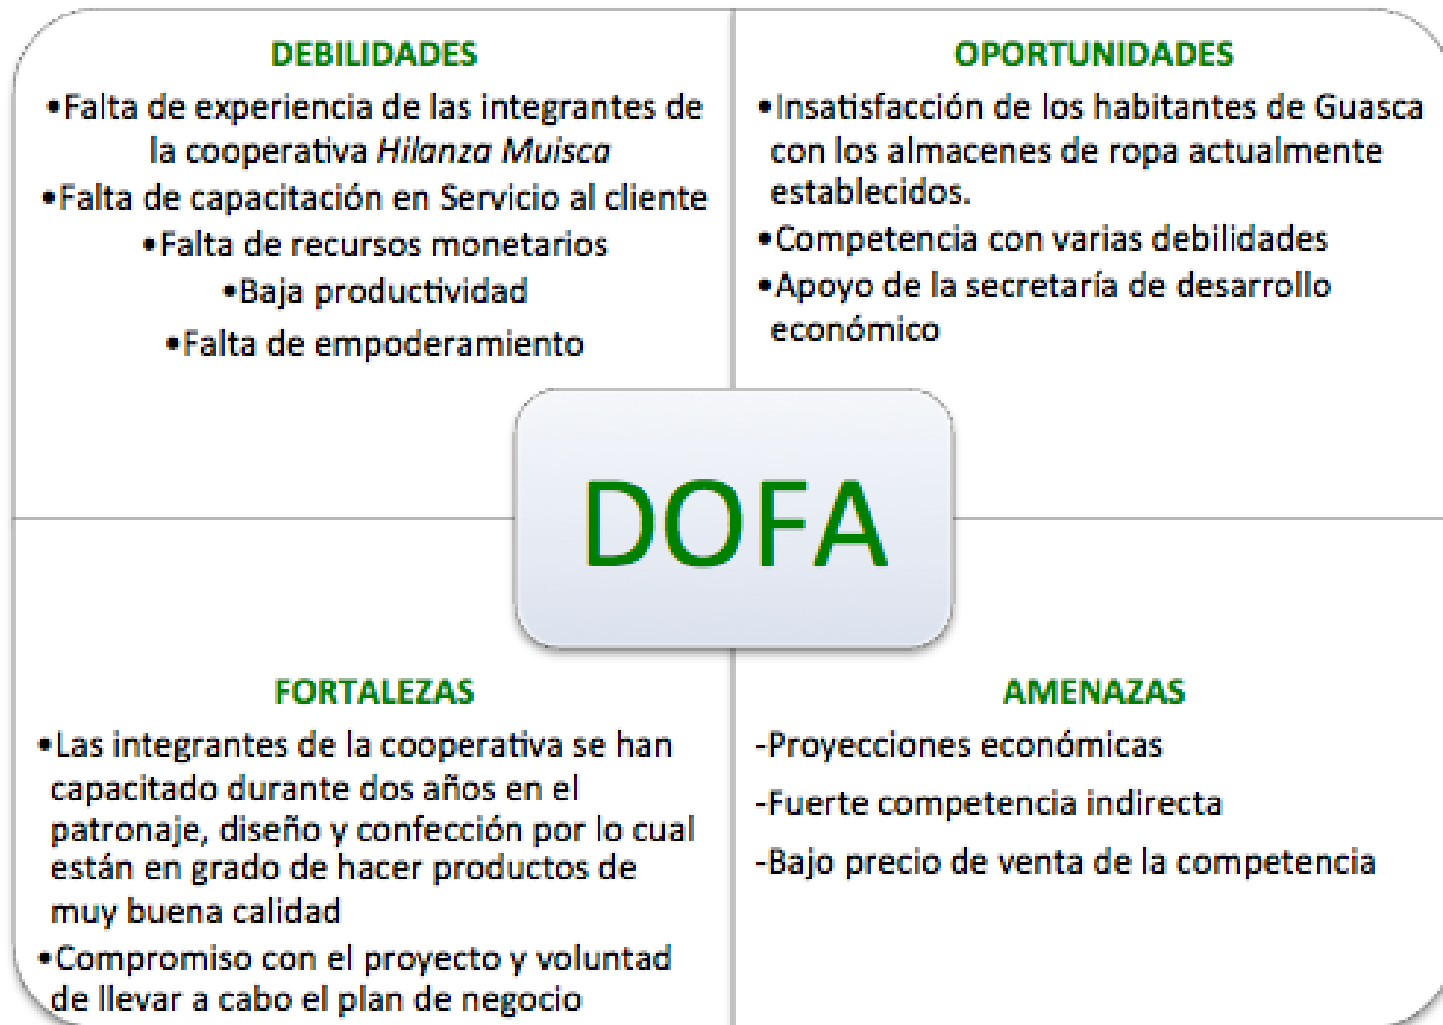 DEBILIDADES
•Falta de experiencia de las integrantes de
la cooperativa Hilanza Muisca
•Falta de capacitación en Servicio al cliente
•Falta de recursos monetarios
•Baja productividad
•Falta de empoderamiento
OPORTUNIDADES
•Insatisfacción de los habitantes de Guasca
con los almacenes de ropa actualmente
establecidos.
•Competencia con varias debilidades
•Apoyo de la secretaría de desarrollo
económico
DOFA
FORTALEZAS
•Las integrantes de la cooperativa se han
capacitado durante dos años en el
patronaje, diseño y confección por lo cual
están en grado de hacer productos de
muy buena calidad
•Compromiso con el proyecto y voluntad
de llevar a cabo el plan de negocio
AMENAZAS
-Proyecciones económicas
-Fuerte competencia indirecta
-Bajo precio de venta de la competencia